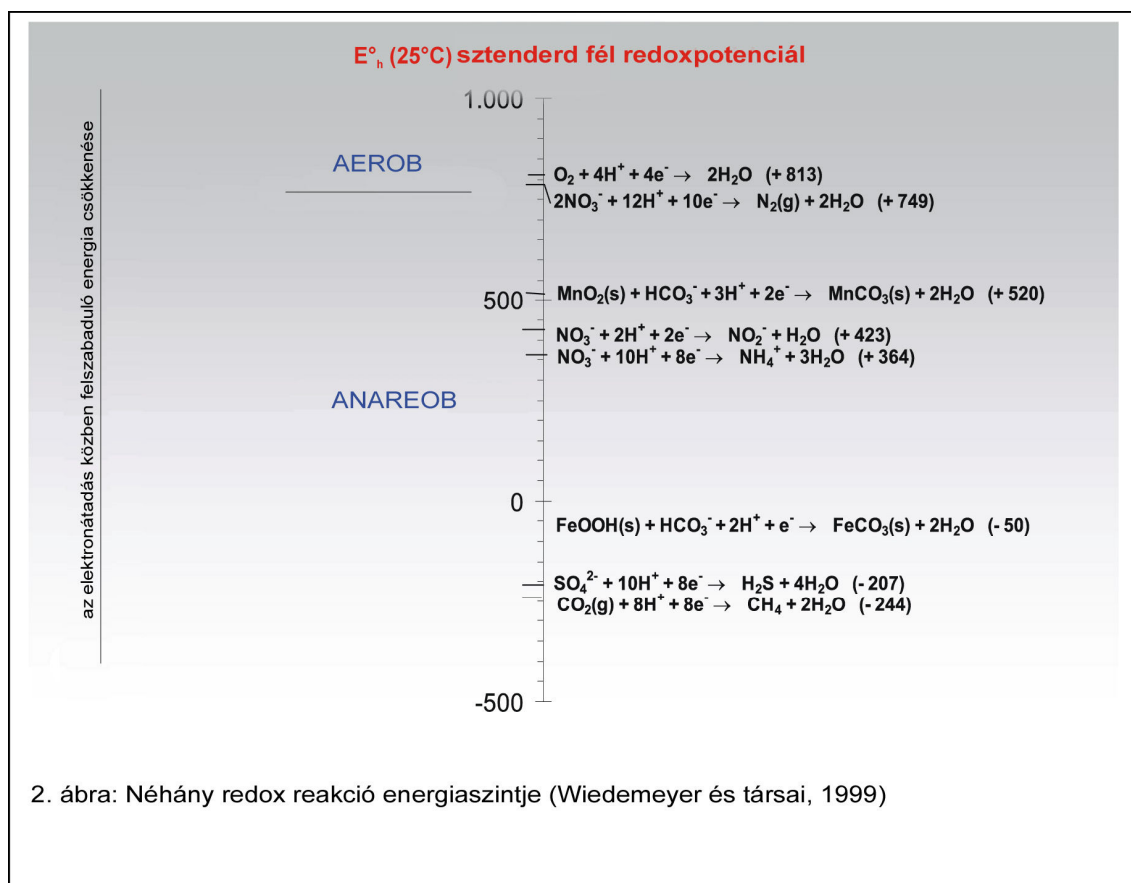 E°h (25°C) sztenderd fél redoxpotenciál
az elektronátadás közben felszabaduló energia csökkenése
1.000
AEROB
O₂ + 4H⁺ + 4e⁻ → 2H₂O (+ 813)
2NO₃⁻ + 12H⁺ + 10e⁻ → N₂(g) + 2H₂O (+ 749)
500
MnO₂(s) + HCO₃⁻ + 3H⁺ + 2e⁻ → MnCO₃(s) + 2H₂O (+ 520)
NO₃⁻ + 2H⁺ + 2e⁻ → NO₂⁻ + H₂O (+ 423)
NO₃⁻ + 10H⁺ + 8e⁻ → NH₄⁺ + 3H₂O (+ 364)
ANAREOB
0
FeOOH(s) + HCO₃⁻ + 2H⁺ + e⁻ → FeCO₃(s) + 2H₂O (- 50)
SO₄²⁻ + 10H⁺ + 8e⁻ → H₂S + 4H₂O (- 207)
CO₂(g) + 8H⁺ + 8e⁻ → CH₄ + 2H₂O (- 244)
-500
2. ábra: Néhány redox reakció energiaszintje (Wiedemeyer és társai, 1999)